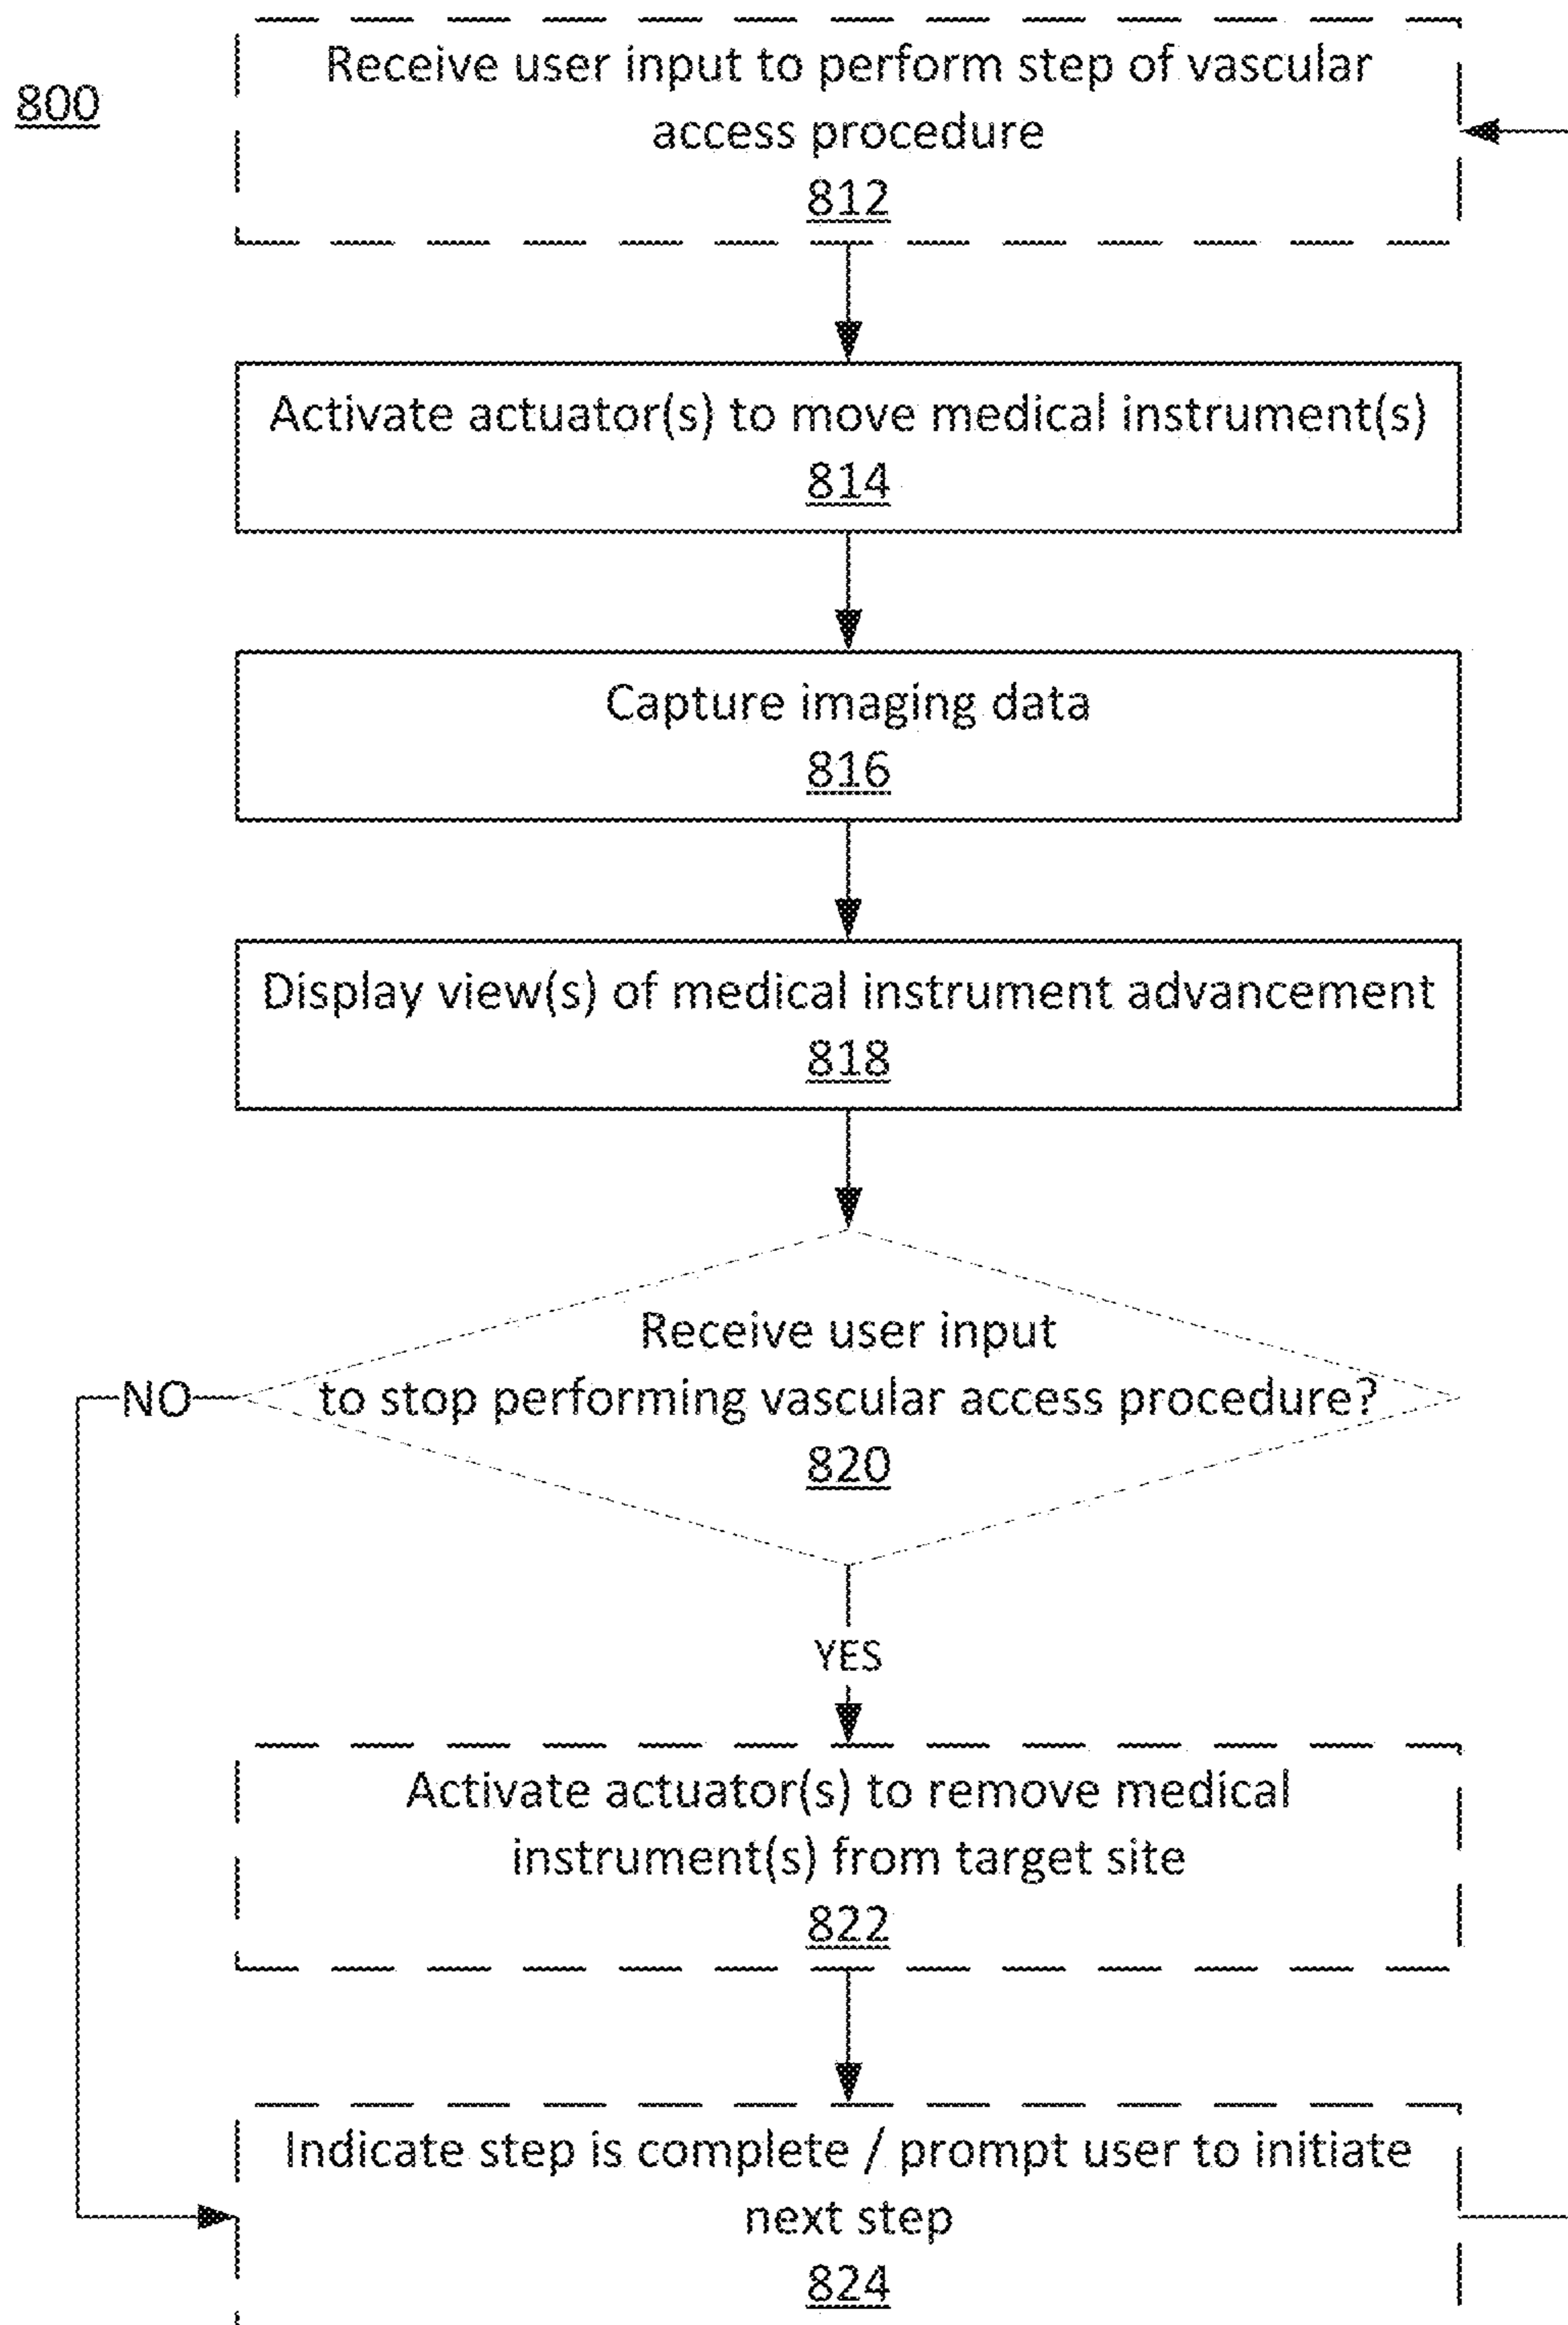 800
Receive user input to perform step of vascular
access procedure
812
Activate actuator(s) to move medical instrument(s)
814
Capture imaging data
816
Display view(s) of medical instrument advancement
818
Receive user input
to stop performing vascular access procedure?
820
NO
YES
Activate actuator(s) to remove medical
instrument(s) from target site
822
Indicate step is complete / prompt user to initiate
next step
824